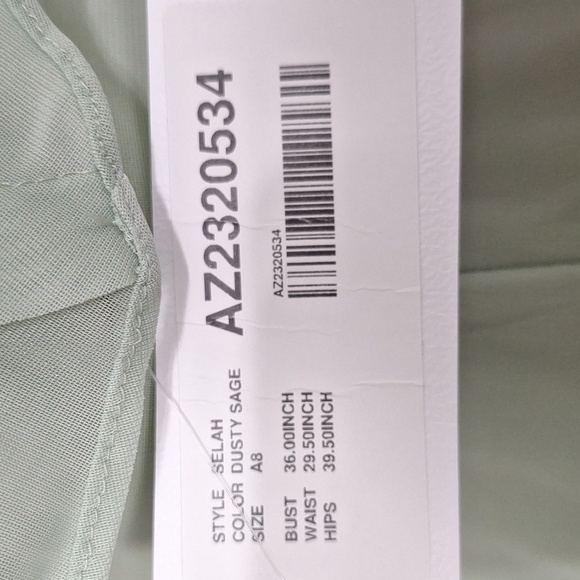 STYLE SELAH
COLOR DUSTY SAGE
SIZE A8
BUST 36.00INCH
WAIST 29.50INCH
HIPS 39.50INCH
AZ2320534
AZ2320534